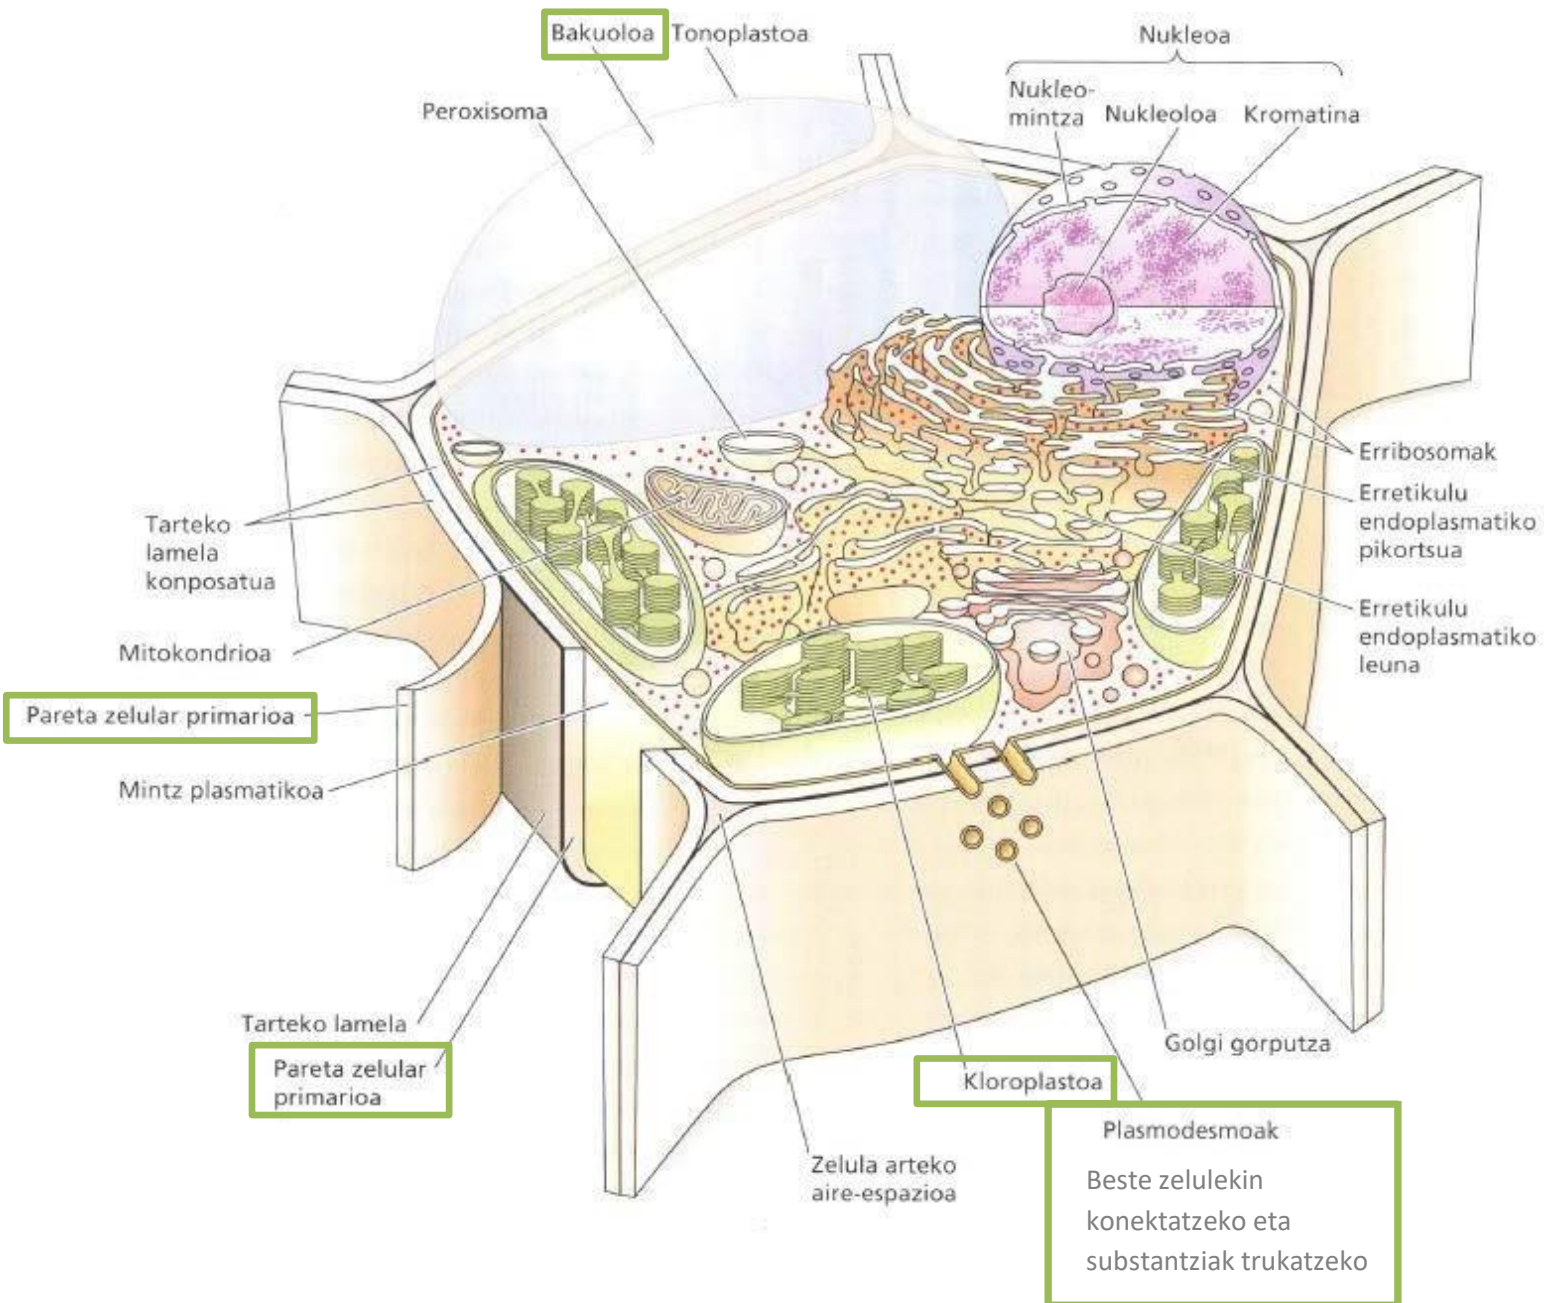 Bakuoloa
Tonoplastoa
Nukleoa
Peroxisoma
Nukleo-
mintza
Nukleoloa
Kromatina
Erribosomak
Erretikulu
endoplasmatiko
pikortsua
Erretikulu
endoplasmatiko
leuna
Tarteko
lamela
konposatua
Mitokondrioa
Pareta zelular primarioa
Mintz plasmatikoa
Tarteko lamela
Pareta zelular
primarioa
Zelula arteko
aire-espazioa
Golgi gorputza
Kloroplastoa
Plasmodesmoak
Beste zelulekin
konektatzeko eta
substantziak trukatzeko